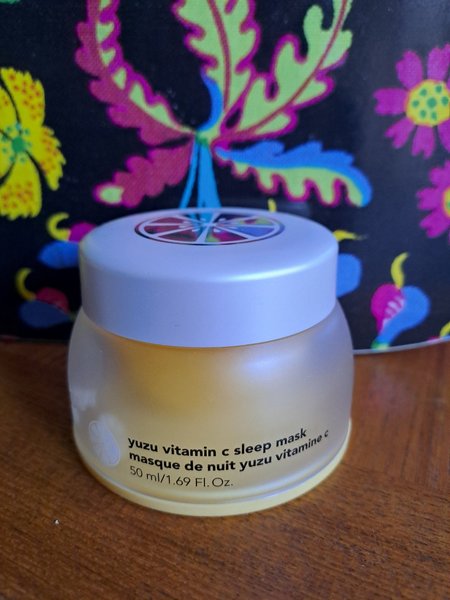 yuzu vitamin c sleep mask
masque de nuit yuzu vitamine c
50 ml/1.69 Fl. Oz.